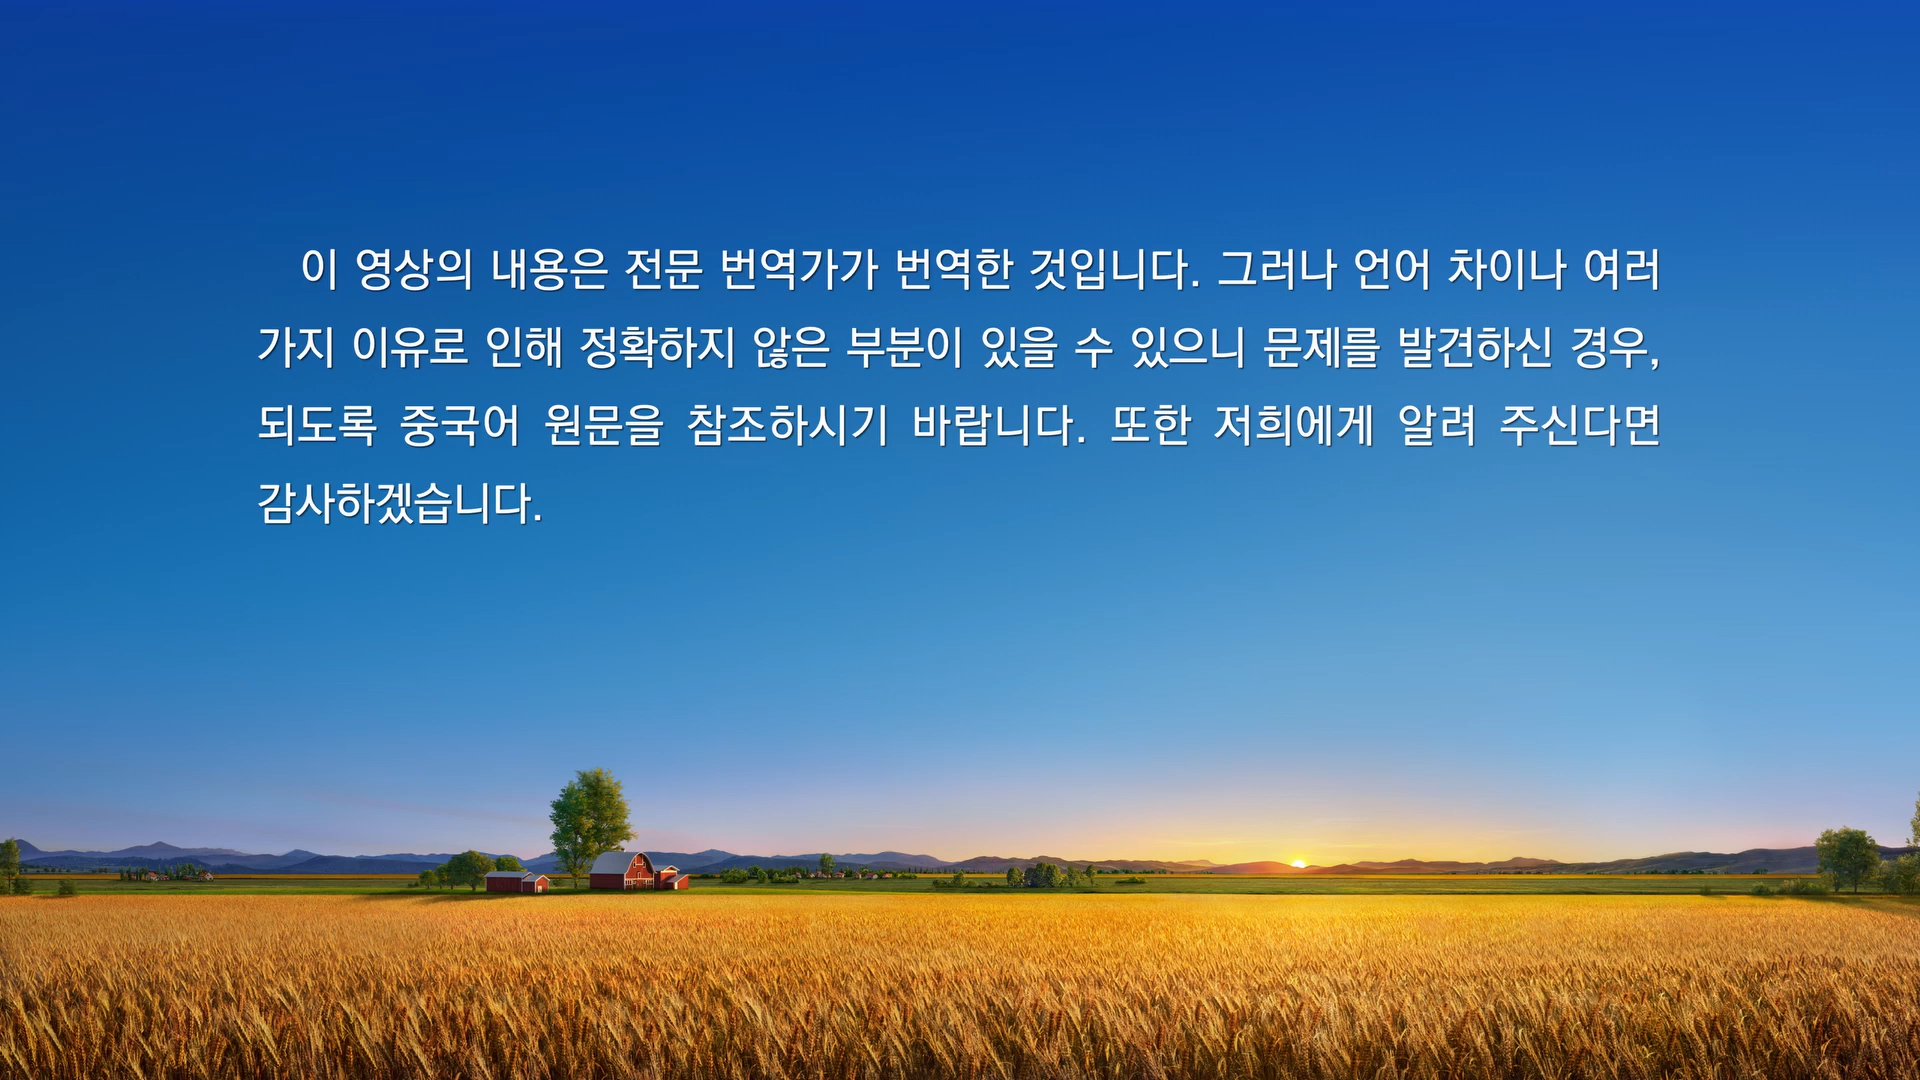 이 영상의 내용은 전문 번역가가 번역한 것입니다. 그러나 언어 차이나 여러
가지 이유로 인해 정확하지 않은 부분이 있을 수 있으니 문제를 발견하신 경우,
되도록 중국어 원문을 참조하시기 바랍니다. 또한 저희에게 알려 주신다면
감사하겠습니다.